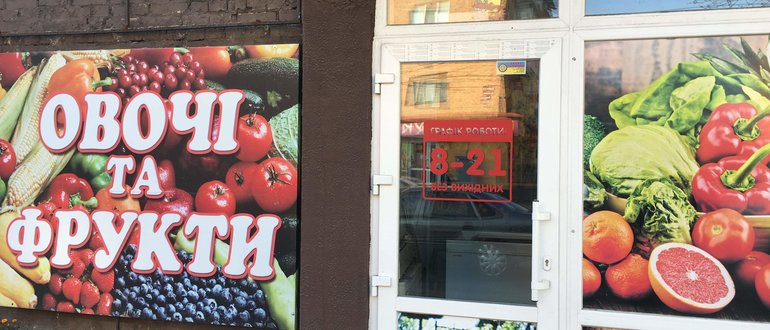 ОВОЧІ
ТА
ФРУКТИ
ГРАФІК РОБОТИ:
8-21
БЕЗ ВИХІДНИХ